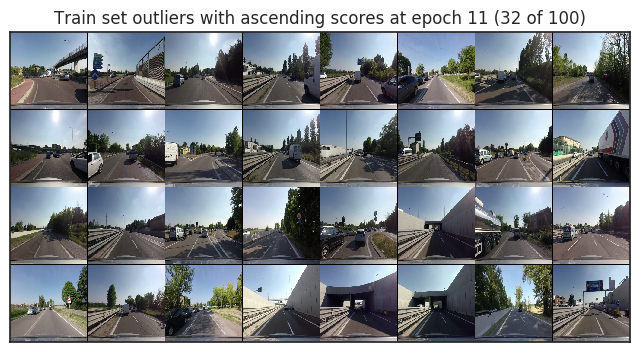 Train set outliers with ascending scores at epoch 11 (32 of 100)